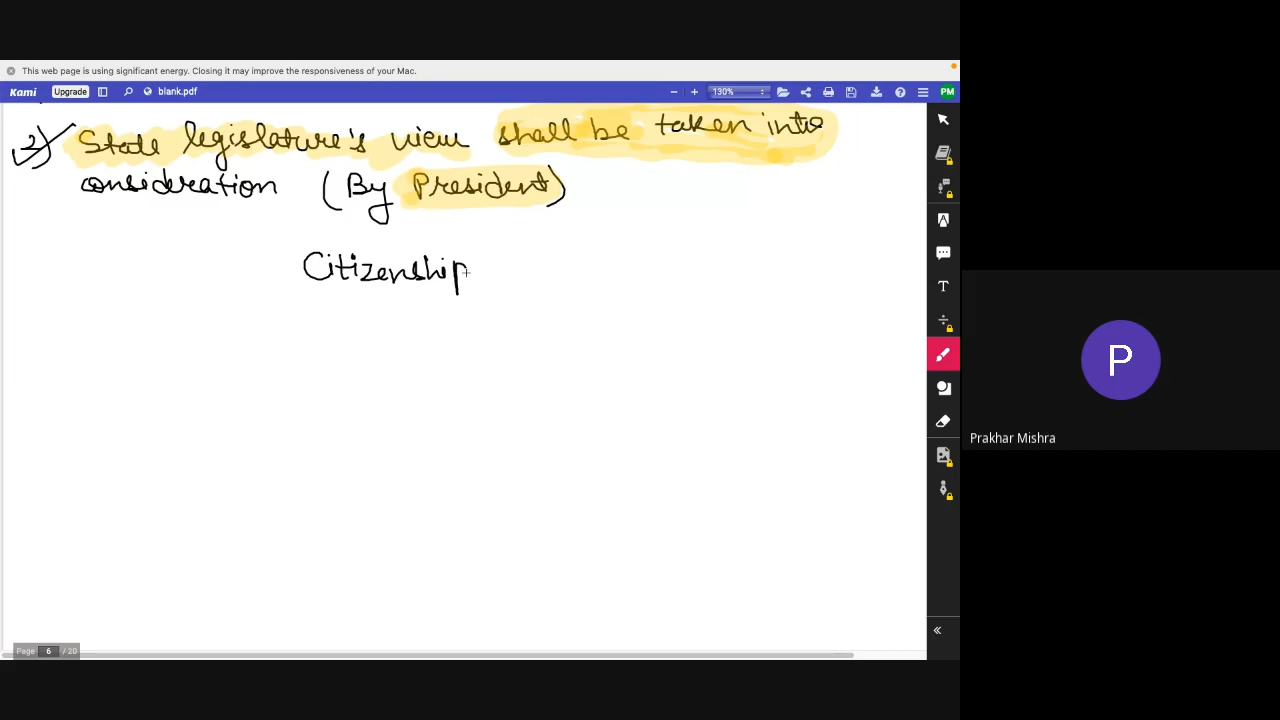 This web page is using significant energy. Closing it may improve the responsiveness of your Mac.
Kami Upgrade blank.pdf 130% PM
2) State legislature's view shall be taken into
consideration (By President)
Citizenship
T
P
Prakhar Mishra
Page 6 / 20